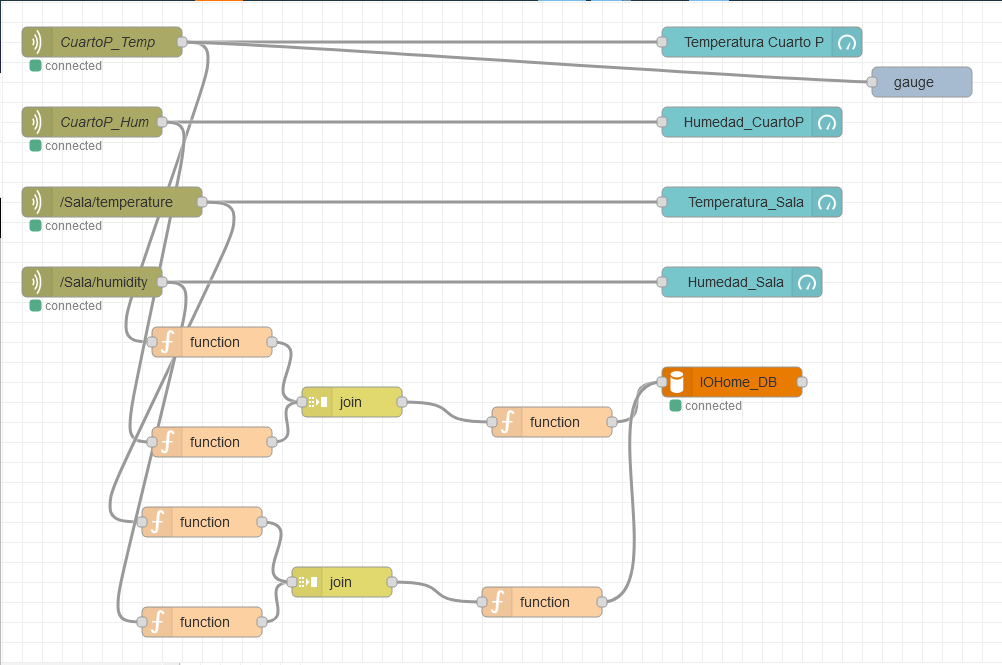 CuartoP_Temp
connected
Temperatura Cuarto P
gauge
CuartoP_Hum
connected
Humedad_CuartoP
/Sala/temperature
connected
Temperatura_Sala
/Sala/humidity
connected
Humedad_Sala
function
join
IOHome_DB
connected
function
function
function
join
function
function